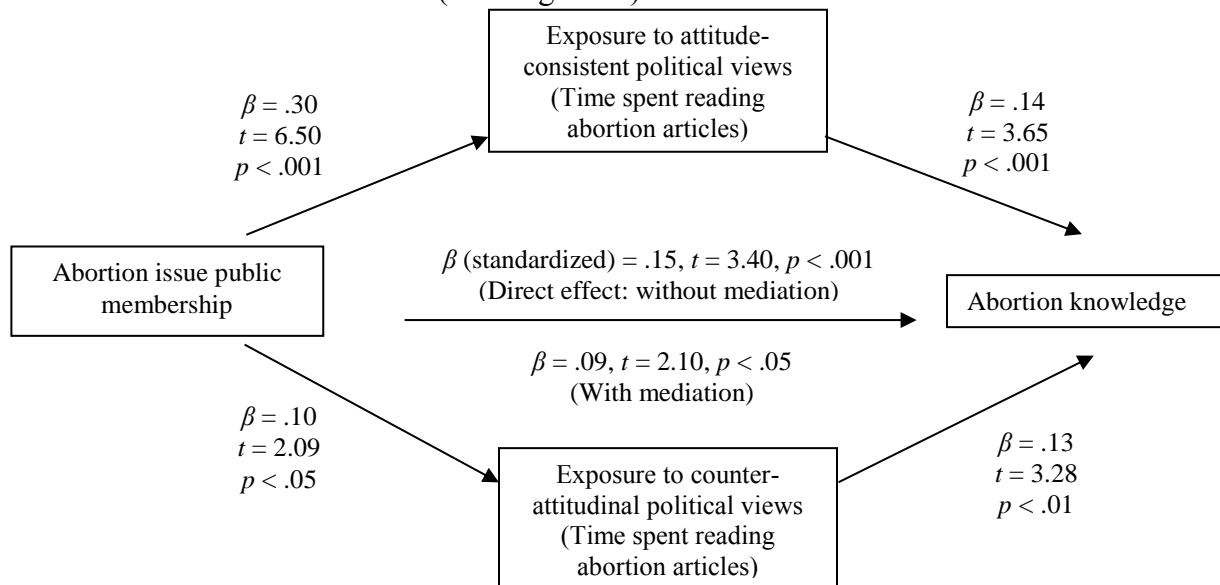 Exposure to attitude-
consistent political views
(Time spent reading
abortion articles)
β = .30
t = 6.50
p < .001
β = .14
t = 3.65
p < .001
Abortion issue public
membership
β (standardized) = .15, t = 3.40, p < .001
(Direct effect: without mediation)
Abortion knowledge
β = .09, t = 2.10, p < .05
(With mediation)
β = .10
t = 2.09
p < .05
Exposure to counter-
attitudinal political views
(Time spent reading
abortion articles)
β = .13
t = 3.28
p < .01